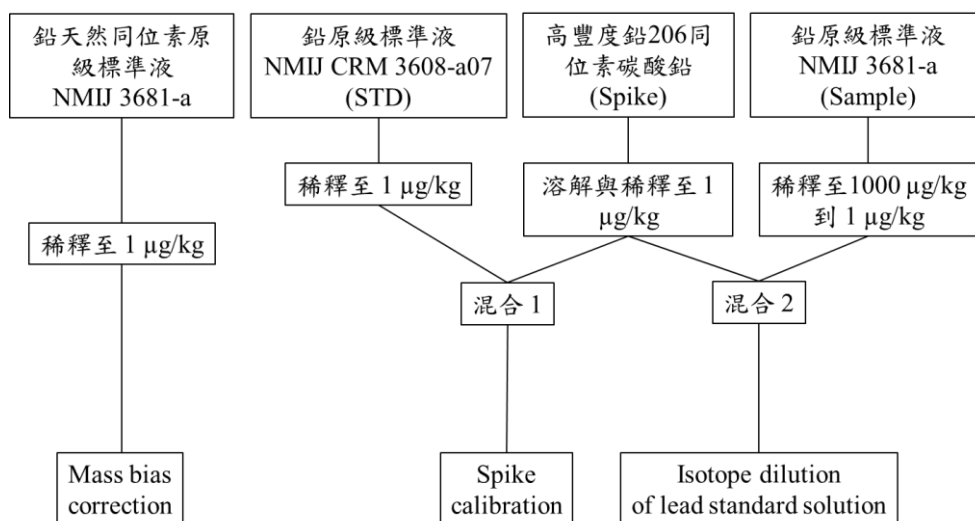 鉛天然同位素原
級標準液
NMIJ 3681-a
鉛原級標準液
NMIJ CRM 3608-a07
(STD)
高豐度鉛206同
位素碳酸鉛
(Spike)
鉛原級標準液
NMIJ 3681-a
(Sample)
稀釋至 1 μg/kg
溶解與稀釋至 1
μg/kg
稀釋至1000 μg/kg
到 1 μg/kg
稀釋至 1 μg/kg
混合 1
混合 2
Mass bias
correction
Spike
calibration
Isotope dilution
of lead standard solution